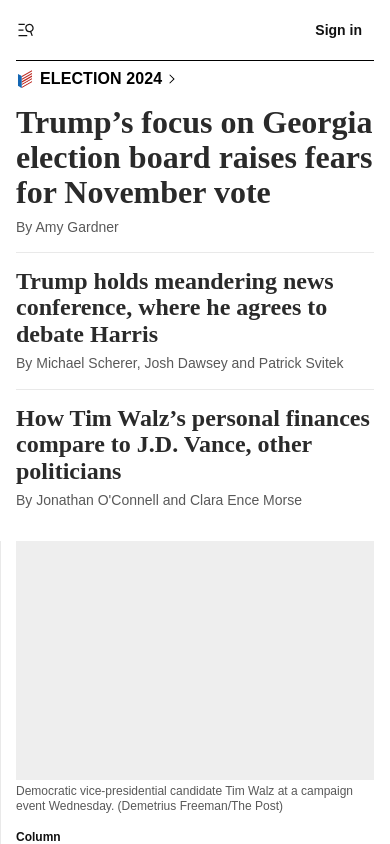 Sign in
ELECTION 2024
Trump’s focus on Georgia
election board raises fears
for November vote
By Amy Gardner
Trump holds meandering news
conference, where he agrees to
debate Harris
By Michael Scherer, Josh Dawsey and Patrick Svitek
How Tim Walz’s personal finances
compare to J.D. Vance, other
politicians
By Jonathan O'Connell and Clara Ence Morse
Democratic vice-presidential candidate Tim Walz at a campaign
event Wednesday. (Demetrius Freeman/The Post)
Column